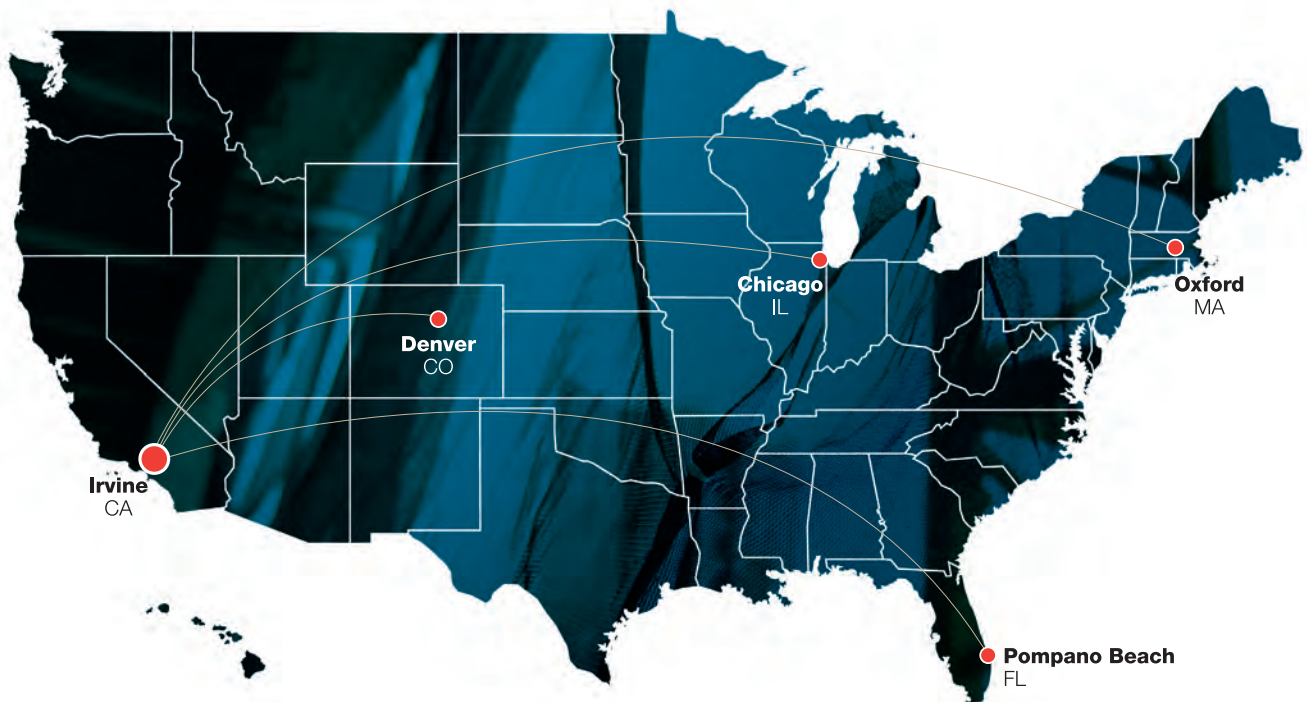 Chicago
IL
Oxford
MA
Denver
CO
Irvine
CA
Pompano Beach
FL